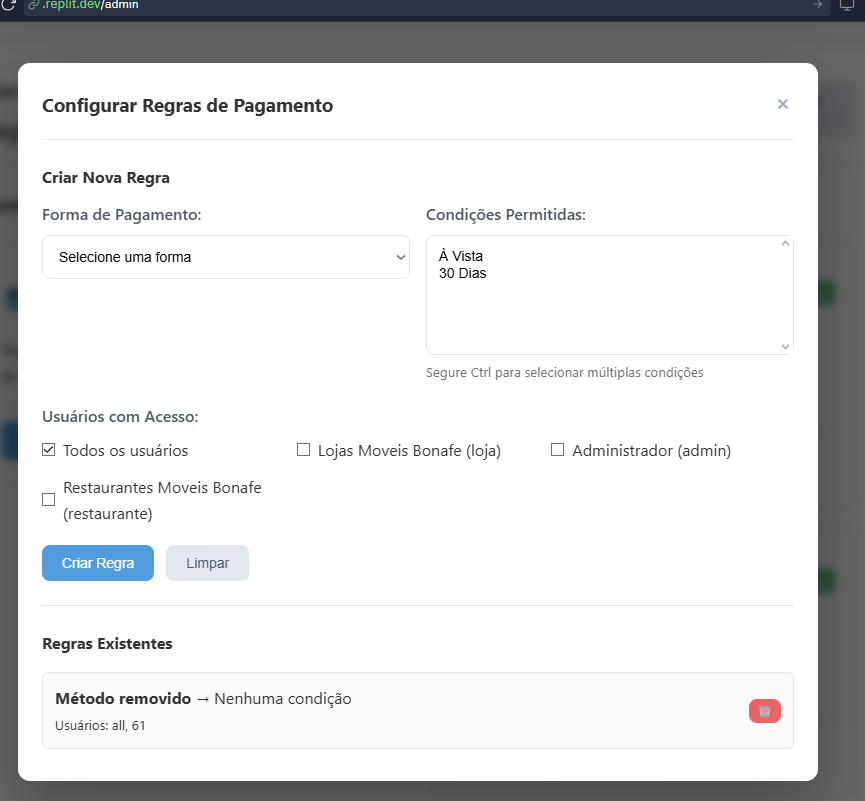 .replit.dev/admin
Configurar Regras de Pagamento
×
Criar Nova Regra
Forma de Pagamento:
Selecione uma forma
Condições Permitidas:
À Vista
30 Dias
Segure Ctrl para selecionar múltiplas condições
Usuários com Acesso:
Todos os usuários
Lojas Moveis Bonafe (loja)
Administrador (admin)
Restaurantes Moveis Bonafe
(restaurante)
Criar Regra
Limpar
Regras Existentes
Método removido → Nenhuma condição
Usuários: all, 61